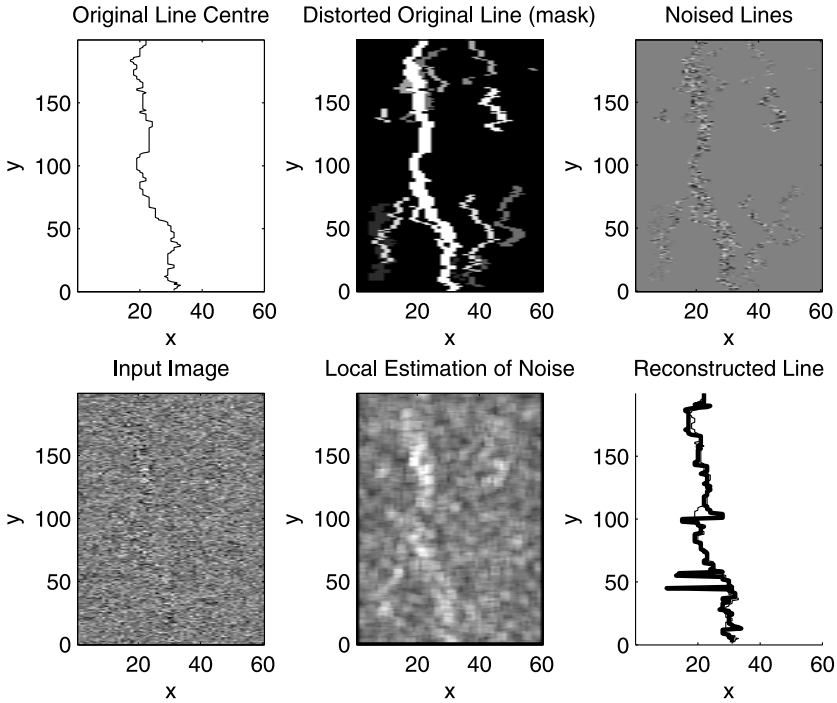 Original Line Centre
Distorted Original Line (mask)
Noised Lines
150
100
50
0
y
20
40
60
x
150
100
50
0
y
20
40
60
x
150
100
50
0
y
20
40
60
x
Input Image
Local Estimation of Noise
Reconstructed Line
150
100
50
0
y
20
40
60
x
150
100
50
0
y
20
40
60
x
150
100
50
0
y
20
40
60
x